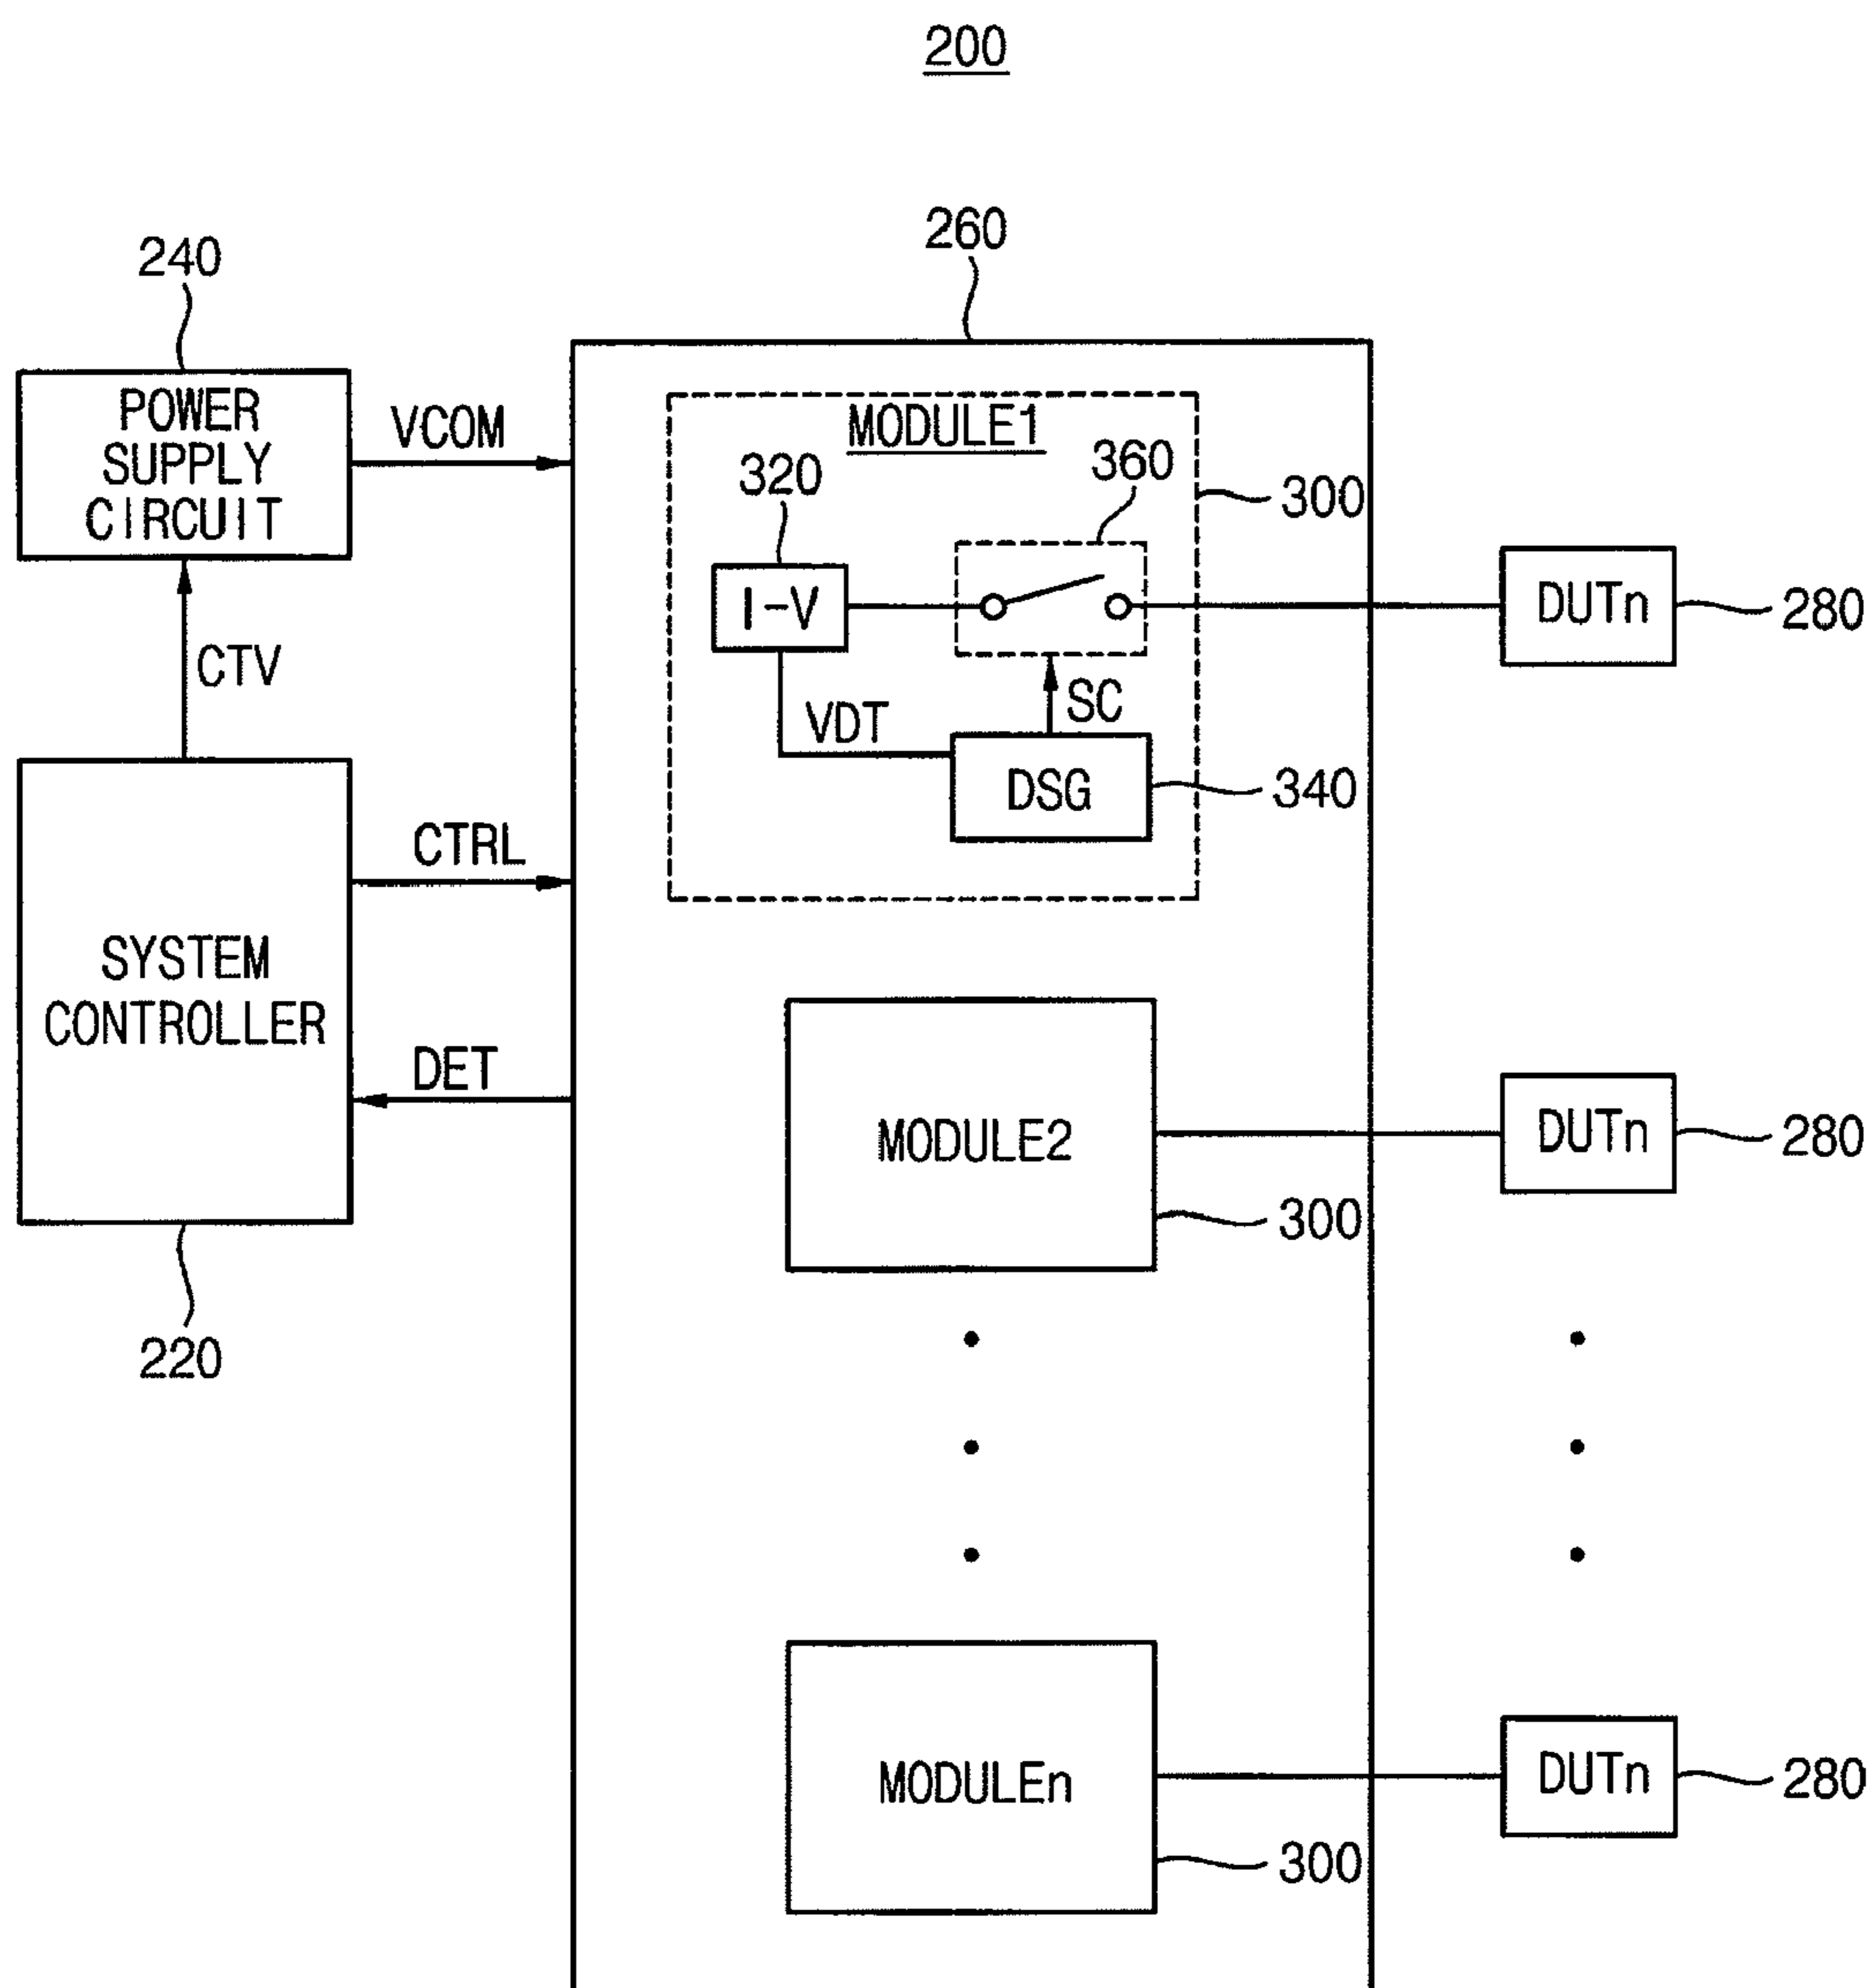 200
260
240
POWER
SUPPLY
CIRCUIT
VCOM
MODULE1
320
360
300
I-V
DUTn
280
CTV
VDT
SC
DSG
340
CTRL
SYSTEM
CONTROLLER
DET
MODULE2
DUTn
280
300
220
MODULEn
DUTn
280
300